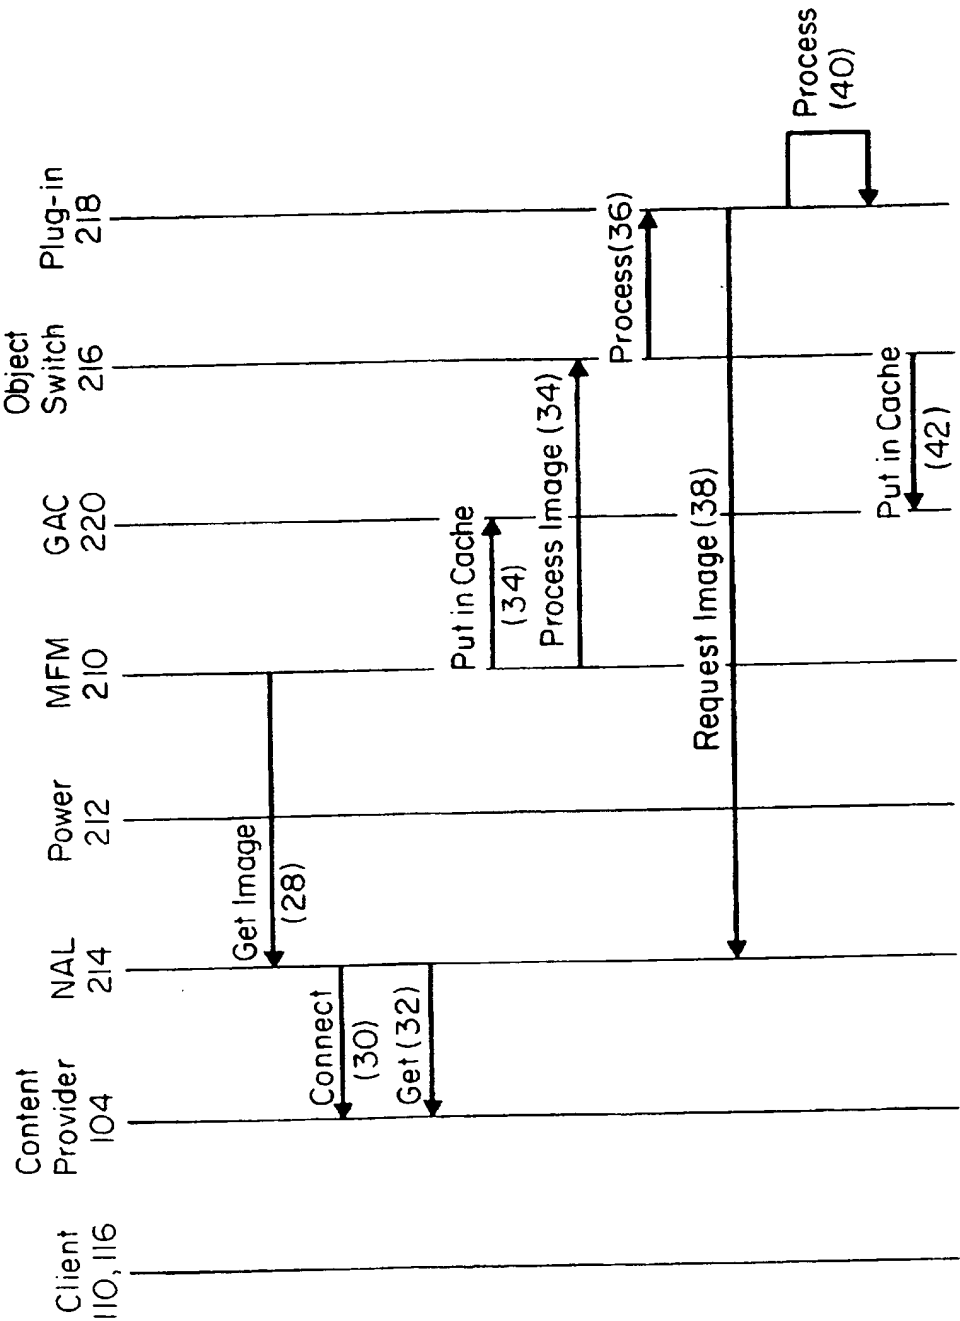 Client
110,116
Content
Provider
104
NAL
214
Power
212
MFM
210
GAC
220
Object
Switch
216
Plug-in
218
Get Image
(28)
Connect
(30)
Get(32)
Put in Cache
(34)
Process Image(34)
Process(36)
Request Image(38)
Process
(40)
Put in Cache
(42)